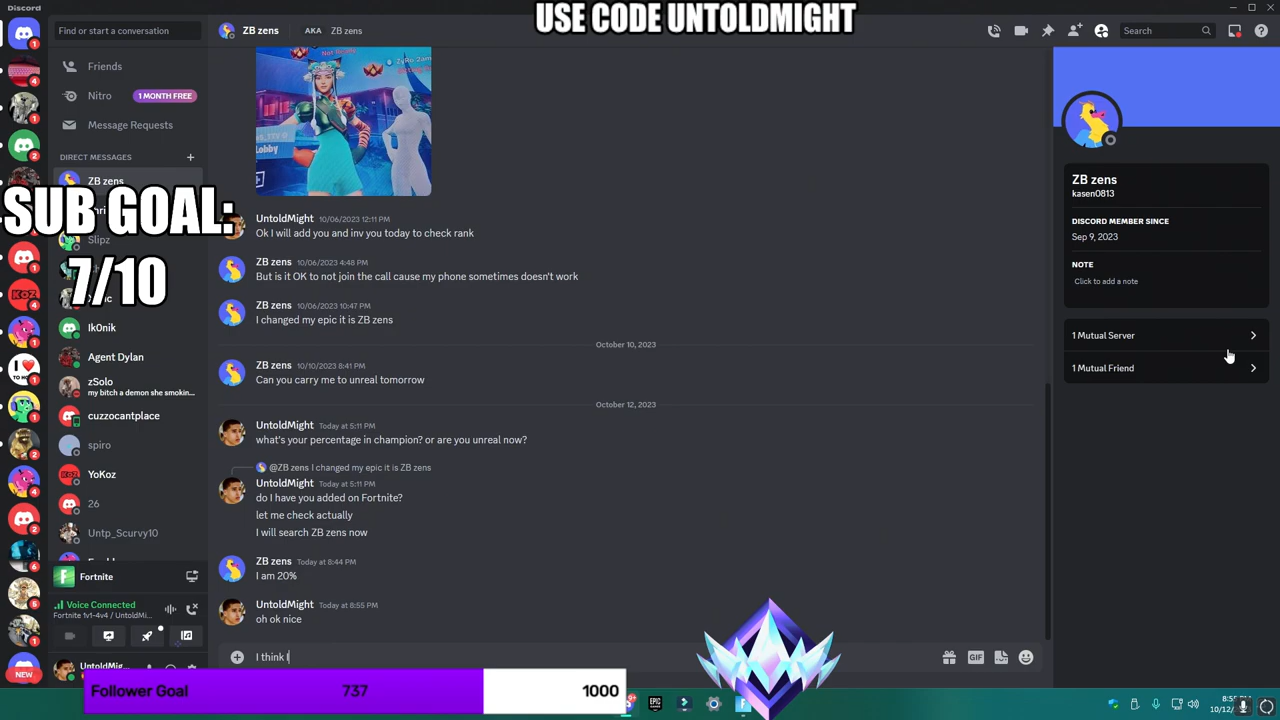 Discord
USE CODE UNTOLDMIGHT
Find or start a conversation
ZB zens
AKA ZB zens
Search
Friends
Nitro
1 MONTH FREE
Message Requests
DIRECT MESSAGES
ZB zens
SUB GOAL:
7/10
Slipz
Ik0nik
Agent Dylan
zSolo
my bitch a demon she smokin...
cuzzocantplace
spiro
YoKoz
26
Untp_Scurvy10
Fortnite
Voice Connected
Fortnite 1v1-4v4 / UntoldMi...
UntoldMig...
Not Ready
Lobby
UntoldMight 10/06/2023 12:11 PM
Ok I will add you and inv you today to check rank
ZB zens 10/06/2023 4:48 PM
But is it OK to not join the call cause my phone sometimes doesn't work
ZB zens 10/06/2023 10:47 PM
I changed my epic it is ZB zens
October 10, 2023
ZB zens 10/10/2023 8:41 PM
Can you carry me to unreal tomorrow
October 12, 2023
UntoldMight Today at 5:11 PM
what's your percentage in champion? or are you unreal now?
@ZB zens I changed my epic it is ZB zens
UntoldMight Today at 5:11 PM
do I have you added on Fortnite?
let me check actually
I will search ZB zens now
ZB zens Today at 8:44 PM
I am 20%
UntoldMight Today at 8:55 PM
oh ok nice
I think I
GIF
ZB zens
kasen0813
DISCORD MEMBER SINCE
Sep 9, 2023
NOTE
Click to add a note
1 Mutual Server
1 Mutual Friend
NEW
KOZ
Follower Goal 737 1000
EPIC